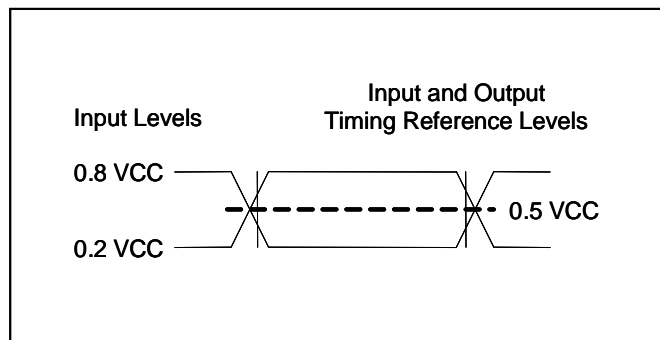 Input and Output
Timing Reference Levels
Input Levels
0.8 VCC
0.5 VCC
0.2 VCC